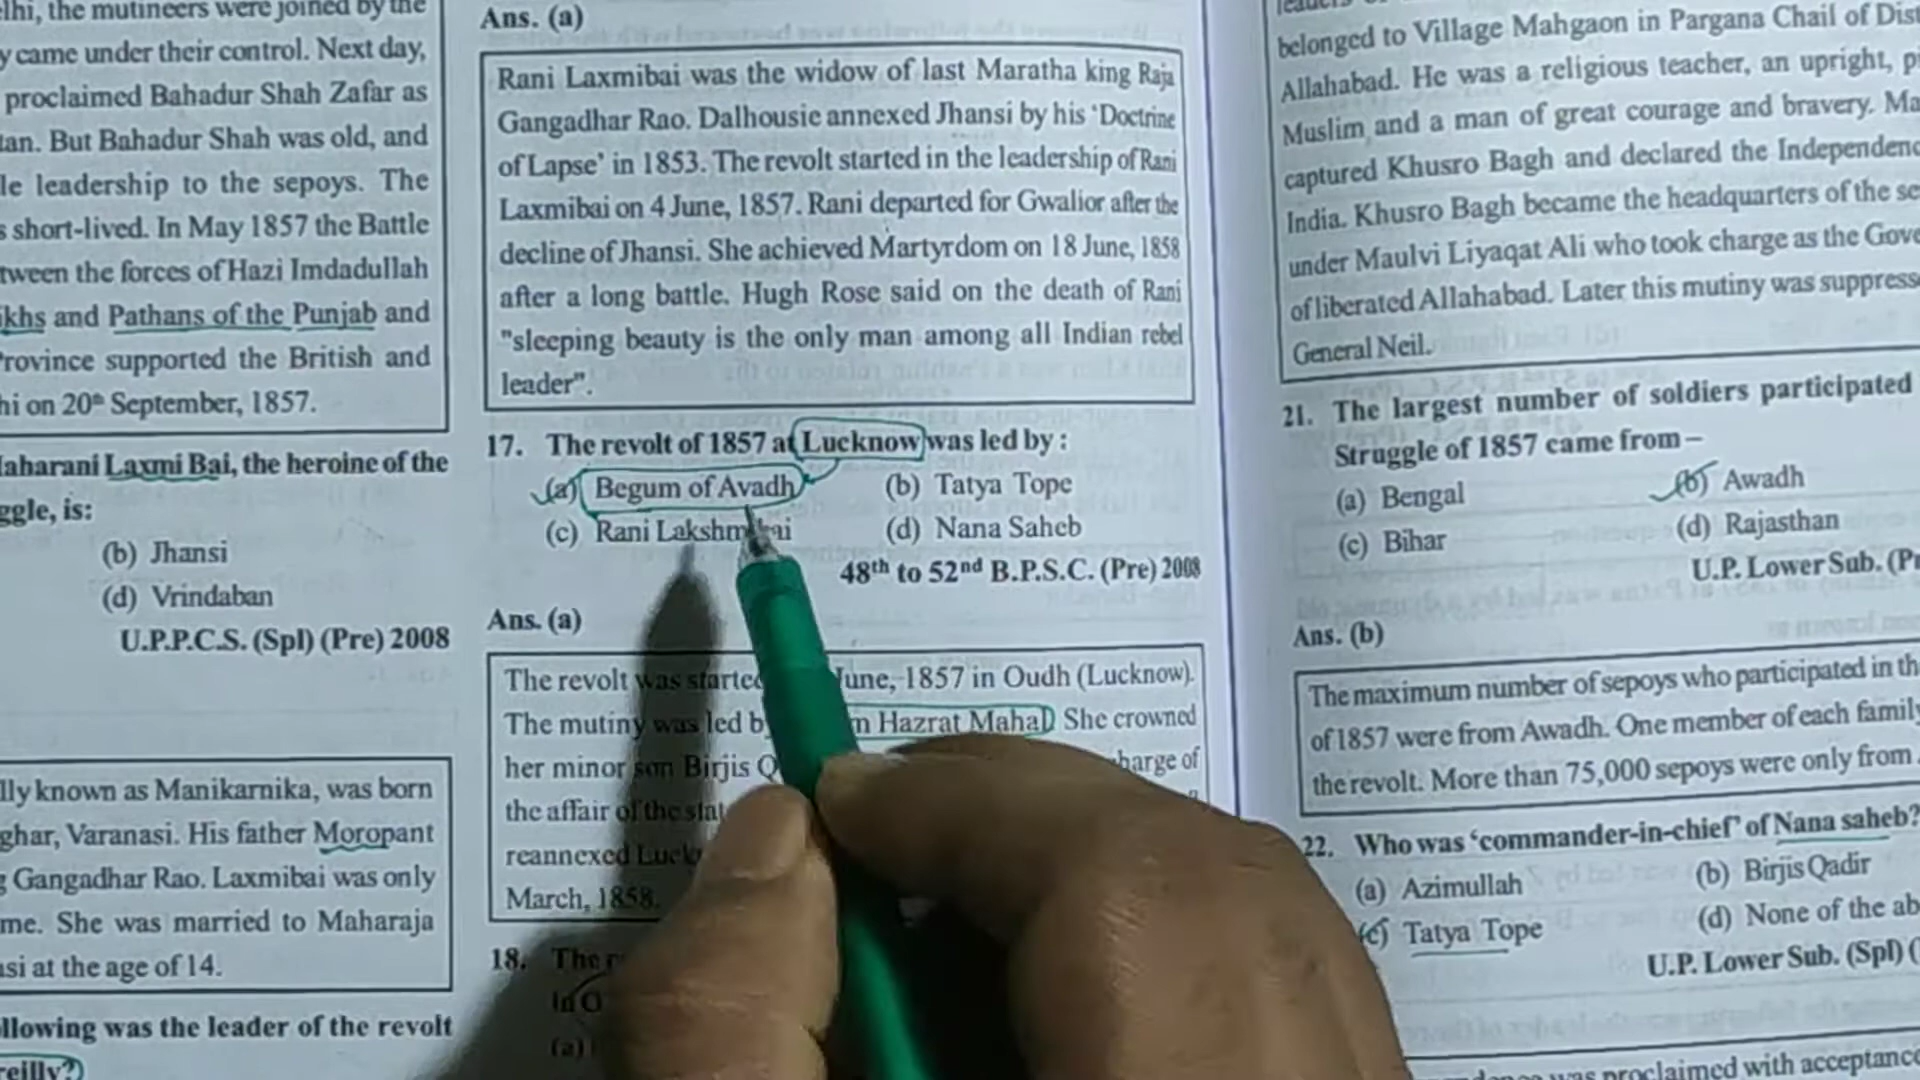 elhi, the mutineers were joined by the
y came under their control. Next day,
proclaimed Bahadur Shah Zafar as
tan. But Bahadur Shah was old, and
le leadership to the sepoys. The
s short-lived. In May 1857 the Battle
tween the forces of Hazi Imdadullah
ikhs and Pathans of the Punjab and
Province supported the British and
hi on 20th September, 1857.
Maharani Laxmi Bai, the heroine of the
ggle, is:
(b) Jhansi
(d) Vrindaban
U.P.P.C.S. (Spl) (Pre) 2008
lly known as Manikarnika, was born
ghar, Varanasi. His father Moropant
g Gangadhar Rao. Laxmibai was only
me. She was married to Maharaja
nsi at the age of 14.
ollowing was the leader of the revolt
reilly?
Ans. (a)
Rani Laxmibai was the widow of last Maratha king Raja
Gangadhar Rao. Dalhousie annexed Jhansi by his 'Doctrine
of Lapse' in 1853. The revolt started in the leadership of Rani
Laxmibai on 4 June, 1857. Rani departed for Gwalior after the
decline of Jhansi. She achieved Martyrdom on 18 June, 1858
after a long battle. Hugh Rose said on the death of Rani
"sleeping beauty is the only man among all Indian rebel
leader".
17. The revolt of 1857 at Lucknow was led by :
(a) Begum of Avadh (b) Tatya Tope
(c) Rani Lakshmibai (d) Nana Saheb
48th to 52nd B.P.S.C. (Pre) 2008
Ans. (a)
The revolt was started June, 1857 in Oudh (Lucknow).
The mutiny was led b m Hazrat Mahal. She crowned
her minor son Birjis Q harge of
the affair of the stat
reannexed Luck
March, 1858.
18. The r
in O
(a)
belonged to Village Mahgaon in Pargana Chail of Dist
Allahabad. He was a religious teacher, an upright, p
Muslim and a man of great courage and bravery. Ma
captured Khusro Bagh and declared the Independenc
India. Khusro Bagh became the headquarters of the se
under Maulvi Liyaqat Ali who took charge as the Gove
of liberated Allahabad. Later this mutiny was suppress
General Neil.
21. The largest number of soldiers participated
Struggle of 1857 came from –
(a) Bengal (b) Awadh
(c) Bihar (d) Rajasthan
U.P. Lower Sub. (Pr
Ans. (b)
The maximum number of sepoys who participated in th
of 1857 were from Awadh. One member of each family
the revolt. More than 75,000 sepoys were only from
22. Who was 'commander-in-chief' of Nana saheb?
(a) Azimullah (b) Birjis Qadir
(c) Tatya Tope (d) None of the ab
U.P. Lower Sub. (Spl) (
was proclaimed with acceptance